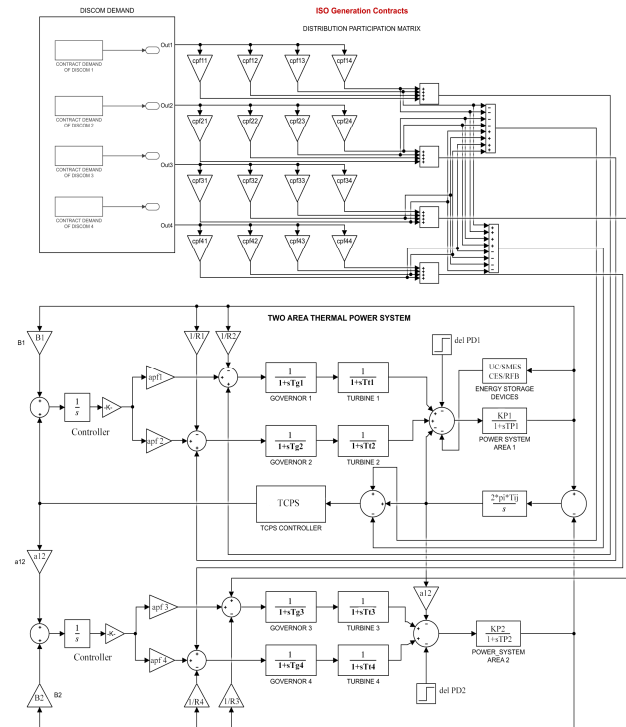 DISCOM DEMAND
ISO Generation Contracts
DISTRIBUTION PARTICIPATION MATRIX
CONTRACT DEMAND
OF DISCOM 1
CONTRACT DEMAND
OF DISCOM 2
CONTRACT DEMAND
OF DISCOM 3
CONTRACT DEMAND
OF DISCOM 4
Out1
cpf11 cpf12 cpf13 cpf14
Out2
cpf21 cpf22 cpf23 cpf24
Out3
cpf31 cpf32 cpf33 cpf34
Out4
cpf41 cpf42 cpf43 cpf44
TWO AREA THERMAL POWER SYSTEM
B1
B1
1/R1
1/R2
del PD1
UC/SMES
CES/RFB
ENERGY STORAGE
DEVICES
1
s
Controller
-K-
apf1
apf 2
1
1+sTg1
GOVERNOR 1
1
1+sTt1
TURBINE 1
KP1
1+sTP1
POWER SYSTEM
AREA 1
1
1+sTg2
GOVERNOR 2
1
1+sTt2
TURBINE 2
TCPS
TCPS CONTROLLER
2*pi*Tij
s
a12
a12
a12
1
s
Controller
-K-
apf 3
apf 4
1
1+sTg3
GOVERNOR 3
1
1+sTt3
TURBINE 3
KP2
1+sTP2
POWER_SYSTEM
AREA 2
1
1+sTg4
GOVERNOR 4
1
1+sTt4
TURBINE 4
B2
B2
1/R4
1/R3
del PD2